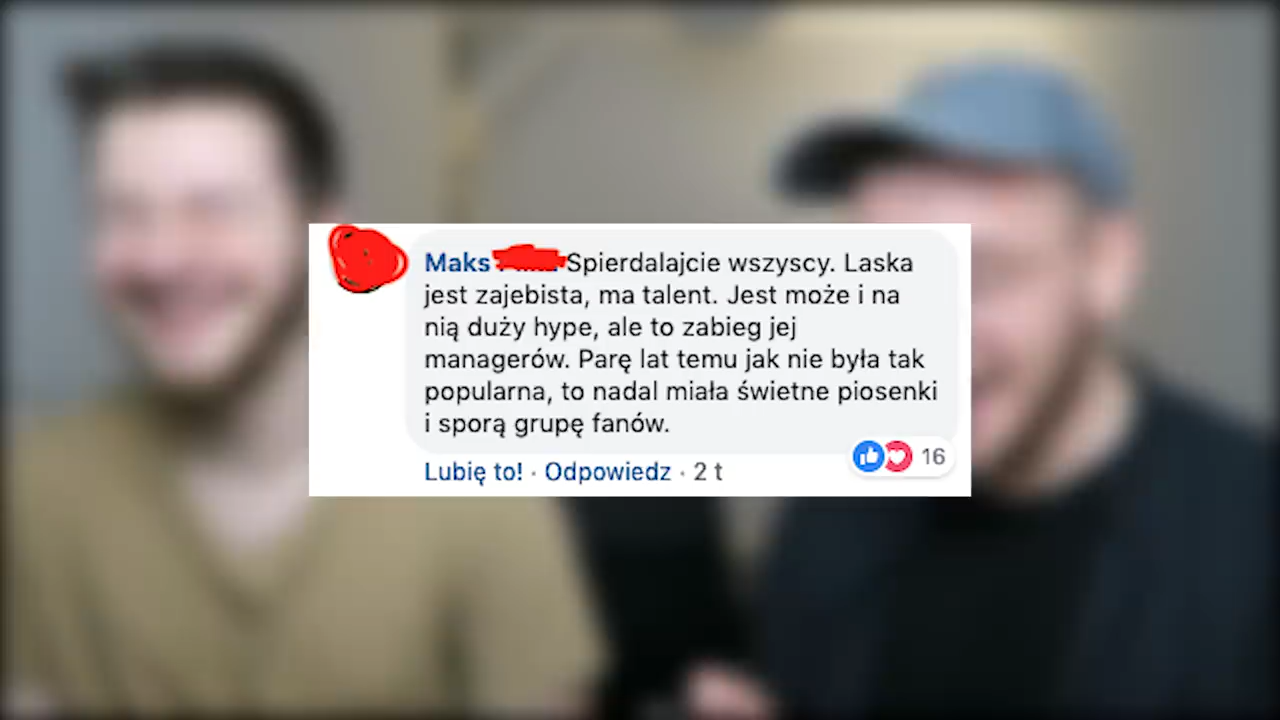 Maks Spierdalajcie wszyscy. Laska
jest zajebista, ma talent. Jest może i na
nią duży hype, ale to zabieg jej
managerów. Parę lat temu jak nie była tak
popularna, to nadal miała świetne piosenki
i sporą grupę fanów.
Lubię to! · Odpowiedz · 2 t
16